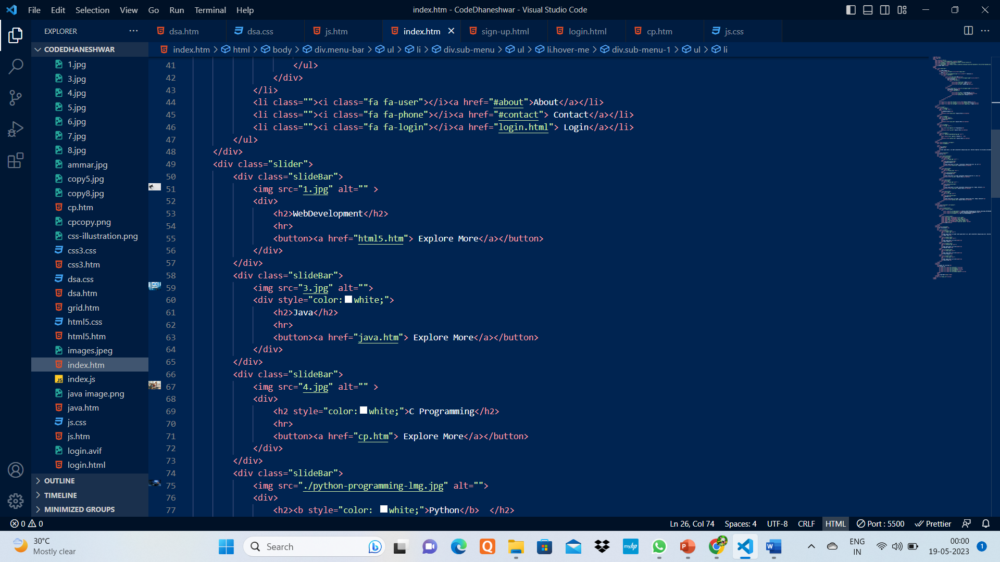 File Edit Selection View Go Run Terminal Help
index.htm - CodeDhaneshwar - Visual Studio Code
EXPLORER
dsa.htm
dsa.css
js.htm
index.htm
sign-up.html
login.html
cp.htm
js.css
CODEDHANESHWAR
index.htm > html > body > div.menu-bar > ul > li > div.sub-menu > ul > li.hover-me > div.sub-menu-1 > ul > li
1.jpg
3.jpg
4.jpg
5.jpg
6.jpg
7.jpg
8.jpg
ammar.jpg
copy5.jpg
copy8.jpg
cp.htm
cpcopy.png
css-illustration.png
css3.css
css3.htm
dsa.css
dsa.htm
grid.htm
html5.css
html5.htm
images.jpeg
index.htm
JS index.js
java image.png
java.htm
js.css
js.htm
login.avif
login.html
OUTLINE
TIMELINE
MINIMIZED GROUPS
41 </ul>
42 </div>
43 </li>
44 <li class=""><i class="fa fa-user"></i><a href="#about">About</a></li>
45 <li class=""><i class="fa fa-phone"></i><a href="#contact"> Contact</a></li>
46 <li class=""><i class="fa fa-login"></i><a href="login.html"> Login</a></li>
47 </ul>
48 </div>
49 <div class="slider">
50 <div class="slideBar">
51 <img src="1.jpg" alt="" >
52 <div>
53 <h2>WebDevelopment</h2>
54 <hr>
55 <button><a href="html5.htm"> Explore More</a></button>
56 </div>
57 </div>
58 <div class="slideBar">
59 <img src="3.jpg" alt="">
60 <div style="color:white;">
61 <h2>Java</h2>
62 <hr>
63 <button><a href="java.htm"> Explore More</a></button>
64 </div>
65 </div>
66 <div class="slideBar">
67 <img src="4.jpg" alt="" >
68 <div>
69 <h2 style="color:white;">C Programming</h2>
70 <hr>
71 <button><a href="cp.htm"> Explore More</a></button>
72 </div>
73 </div>
74 <div class="slideBar">
75 <img src="./python-programming-lmg.jpg" alt="">
76 <div>
77 <h2><b style="color: white;">Python</b>  </h2>
0 0
Ln 26, Col 74 Spaces: 4 UTF-8 CRLF HTML Port : 5500 Prettier
30°C
Mostly clear
Search
Q
myhp
P
W
ENG
IN
00:00
19-05-2023
1